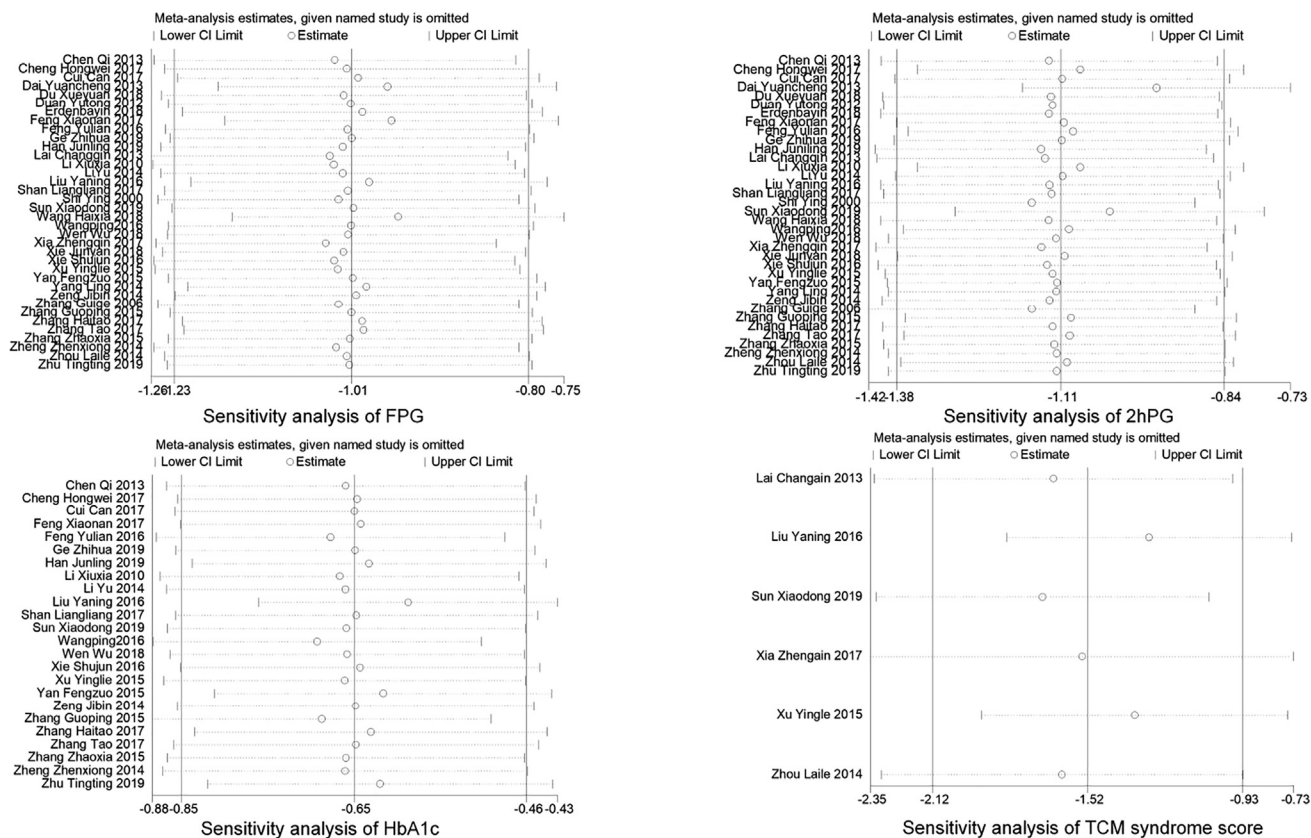 Meta-analysis estimates, given named study is omitted
Lower CI Limit Estimate Upper CI Limit
Chen Qi 2013
Cheng Hongwei 2017
Cui Can 2017
Dai Yuancheng 2013
Du Xueyuan 2018
Duan Yutong 2012
Erdenbayin 2018
Feng Xiaonan 2017
Feng Yulian 2016
Ge Zhihua 2019
Han Junling 2019
Lai Changqin 2013
Li Xiuxia 2010
LiYu 2014
Liu Yaning 2016
Shan Liangliang 2017
Shi Ying 2000
Sun Xiaodong 2019
Wang Haixia 2018
Wangping2016
Wen Wu 2018
Xia Zhengqin 2017
Xie Junyan 2018
Xie Shujun 2016
Xu Yinglie 2015
Yan Fengzuo 2015
Yang Ling 2014
Zeng Jibin 2014
Zhang Guige 2006
Zhang Guoping 2015
Zhang Haitao 2017
Zhang Tao 2017
Zhang Zhaoxia 2015
Zheng Zhenxiong 2014
Zhou Laile 2014
Zhu Tingting 2019
-1.26 -1.23 -1.01 -0.80 -0.75
Sensitivity analysis of FPG
Meta-analysis estimates, given named study is omitted
Lower CI Limit Estimate Upper CI Limit
Chen Qi 2013
Cheng Hongwei 2017
Cui Can 2017
Dai Yuancheng 2013
Du Xueyuan 2018
Duan Yutong 2012
Erdenbayin 2018
Feng Xiaonan 2017
Feng Yulian 2016
Ge Zhihua 2019
Han Junling 2019
Lai Changqin 2013
Li Xiuxia 2010
LiYu 2014
Liu Yaning 2016
Shan Liangliang 2017
Shi Ying 2000
Sun Xiaodong 2019
Wang Haixia 2018
Wangping2016
Wen Wu 2018
Xia Zhengqin 2017
Xie Junyan 2018
Xie Shujun 2016
Xu Yinglie 2015
Yan Fengzuo 2015
Yang Ling 2014
Zeng Jibin 2014
Zhang Guige 2006
Zhang Guoping 2015
Zhang Haitao 2017
Zhang Tao 2017
Zhang Zhaoxia 2015
Zheng Zhenxiong 2014
Zhou Laile 2014
Zhu Tingting 2019
-1.42 -1.38 -1.11 -0.84 -0.73
Sensitivity analysis of 2hPG
Meta-analysis estimates, given named study is omitted
Lower CI Limit Estimate Upper CI Limit
Chen Qi 2013
Cheng Hongwei 2017
Cui Can 2017
Feng Xiaonan 2017
Feng Yulian 2016
Ge Zhihua 2019
Han Junling 2019
Li Xiuxia 2010
Li Yu 2014
Liu Yaning 2016
Shan Liangliang 2017
Sun Xiaodong 2019
Wangping2016
Wen Wu 2018
Xie Shujun 2016
Xu Yinglie 2015
Yan Fengzuo 2015
Zeng Jibin 2014
Zhang Guoping 2015
Zhang Haitao 2017
Zhang Tao 2017
Zhang Zhaoxia 2015
Zheng Zhenxiong 2014
Zhu Tingting 2019
-0.88 -0.85 -0.65 -0.46 -0.43
Sensitivity analysis of HbA1c
Meta-analysis estimates, given named study is omitted
Lower CI Limit Estimate Upper CI Limit
Lai Changain 2013
Liu Yaning 2016
Sun Xiaodong 2019
Xia Zhengain 2017
Xu Yingle 2015
Zhou Laile 2014
-2.35 -2.12 -1.52 -0.93 -0.73
Sensitivity analysis of TCM syndrome score